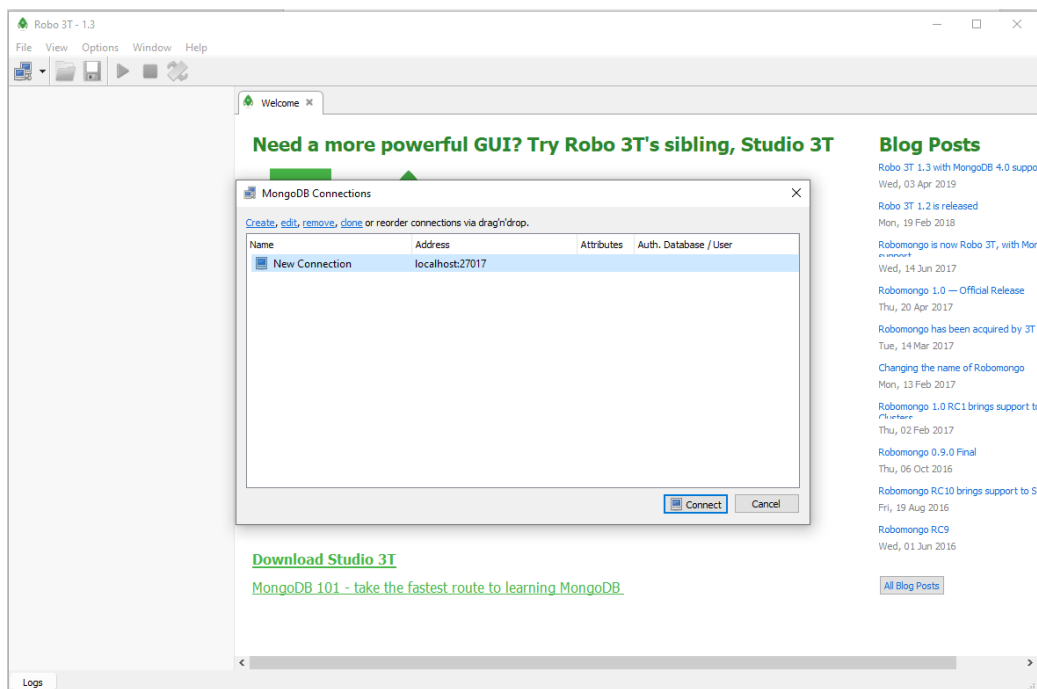 Robo 3T - 1.3
File View Options Window Help
Welcome
Need a more powerful GUI? Try Robo 3T's sibling, Studio 3T
MongoDB Connections
Create, edit, remove, clone or reorder connections via drag'n'drop.
Name Address Attributes Auth. Database / User
New Connection localhost:27017
Connect Cancel
Download Studio 3T
MongoDB 101 - take the fastest route to learning MongoDB
Blog Posts
Robo 3T 1.3 with MongoDB 4.0 suppo
Wed, 03 Apr 2019
Robo 3T 1.2 is released
Mon, 19 Feb 2018
Robomongo is now Robo 3T, with Mon
support
Wed, 14 Jun 2017
Robomongo 1.0 — Official Release
Thu, 20 Apr 2017
Robomongo has been acquired by 3T
Tue, 14 Mar 2017
Changing the name of Robomongo
Mon, 13 Feb 2017
Robomongo 1.0 RC1 brings support to
Clusters
Thu, 02 Feb 2017
Robomongo 0.9.0 Final
Thu, 06 Oct 2016
Robomongo RC10 brings support to S
Fri, 19 Aug 2016
Robomongo RC9
Wed, 01 Jun 2016
All Blog Posts
Logs